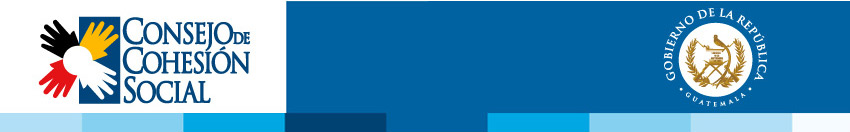 CONSEJO DE
COHESIÓN
SOCIAL
GOBIERNO DE LA REPÚBLICA
GUATEMALA